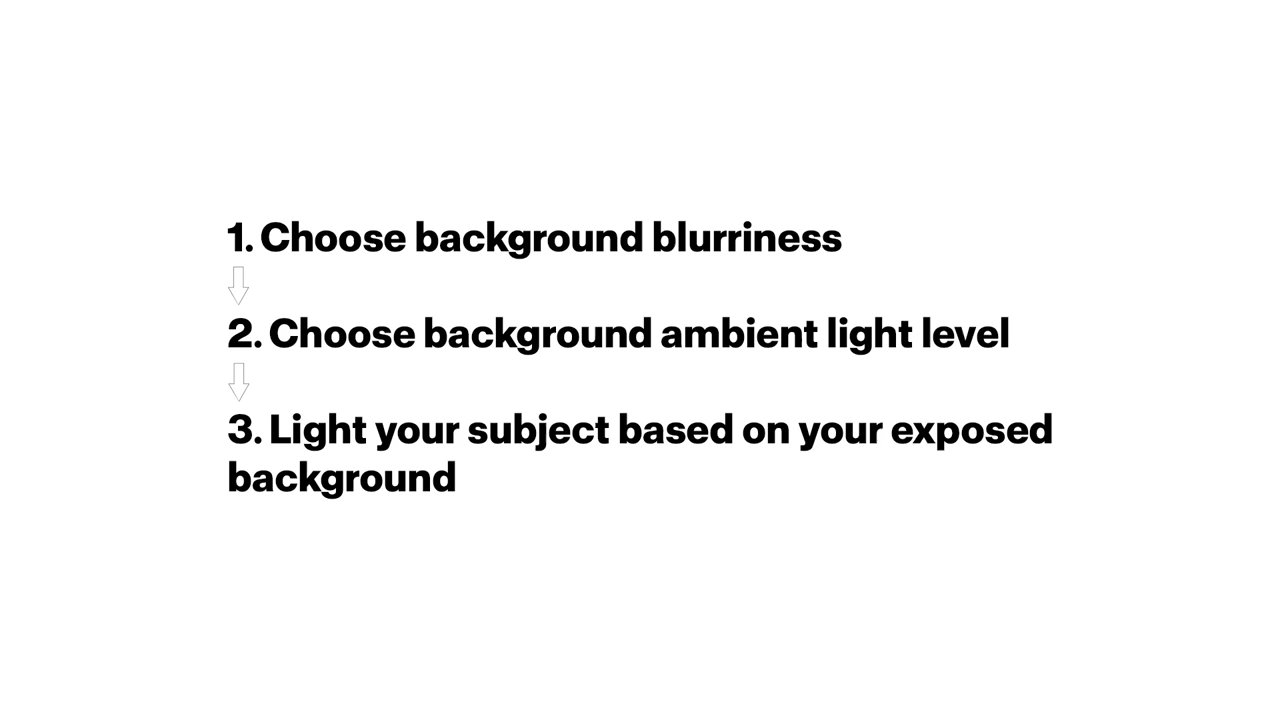 1. Choose background blurriness
2. Choose background ambient light level
3. Light your subject based on your exposed
background